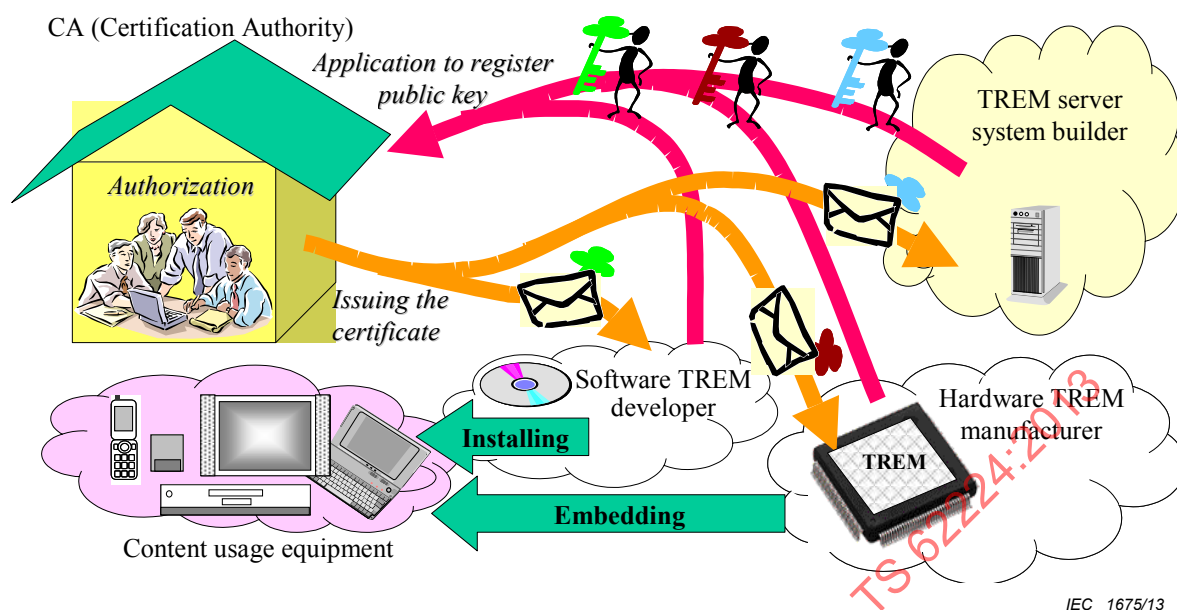 CA (Certification Authority)
Application to register
public key
TREM server
system builder
Authorization
Issuing the
certificate
Software TREM
developer
Hardware TREM
manufacturer
Installing
TREM
Embedding
Content usage equipment
TS 62224:2013
IEC 1675/13